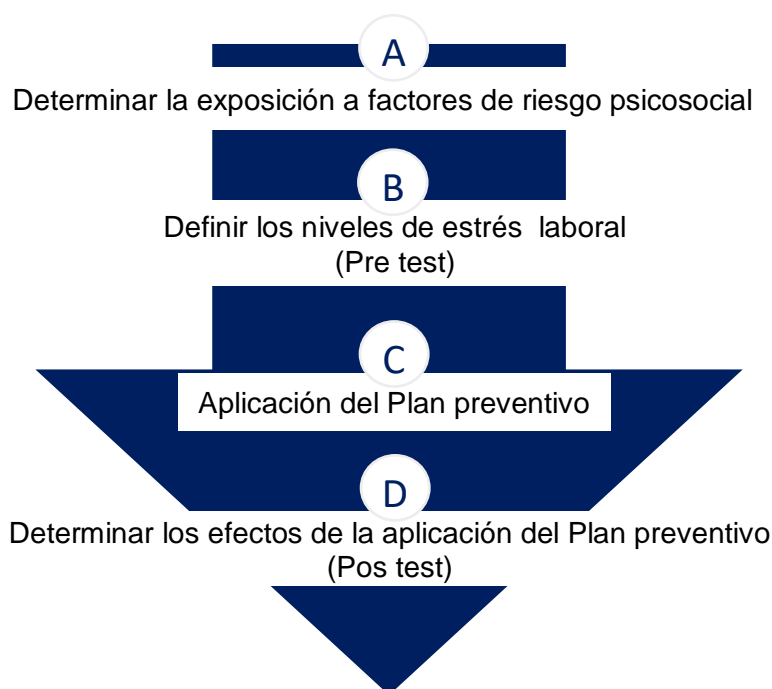 A
Determinar la exposición a factores de riesgo psicosocial
B
Definir los niveles de estrés laboral
(Pre test)
C
Aplicación del Plan preventivo
D
Determinar los efectos de la aplicación del Plan preventivo
(Pos test)